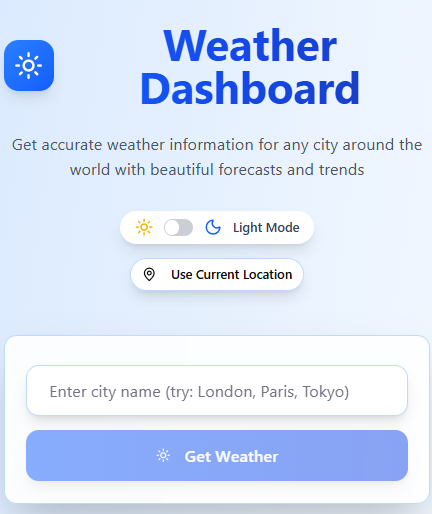 Weather
Dashboard
Get accurate weather information for any city around the
world with beautiful forecasts and trends
Light Mode
Use Current Location
Enter city name (try: London, Paris, Tokyo)
Get Weather